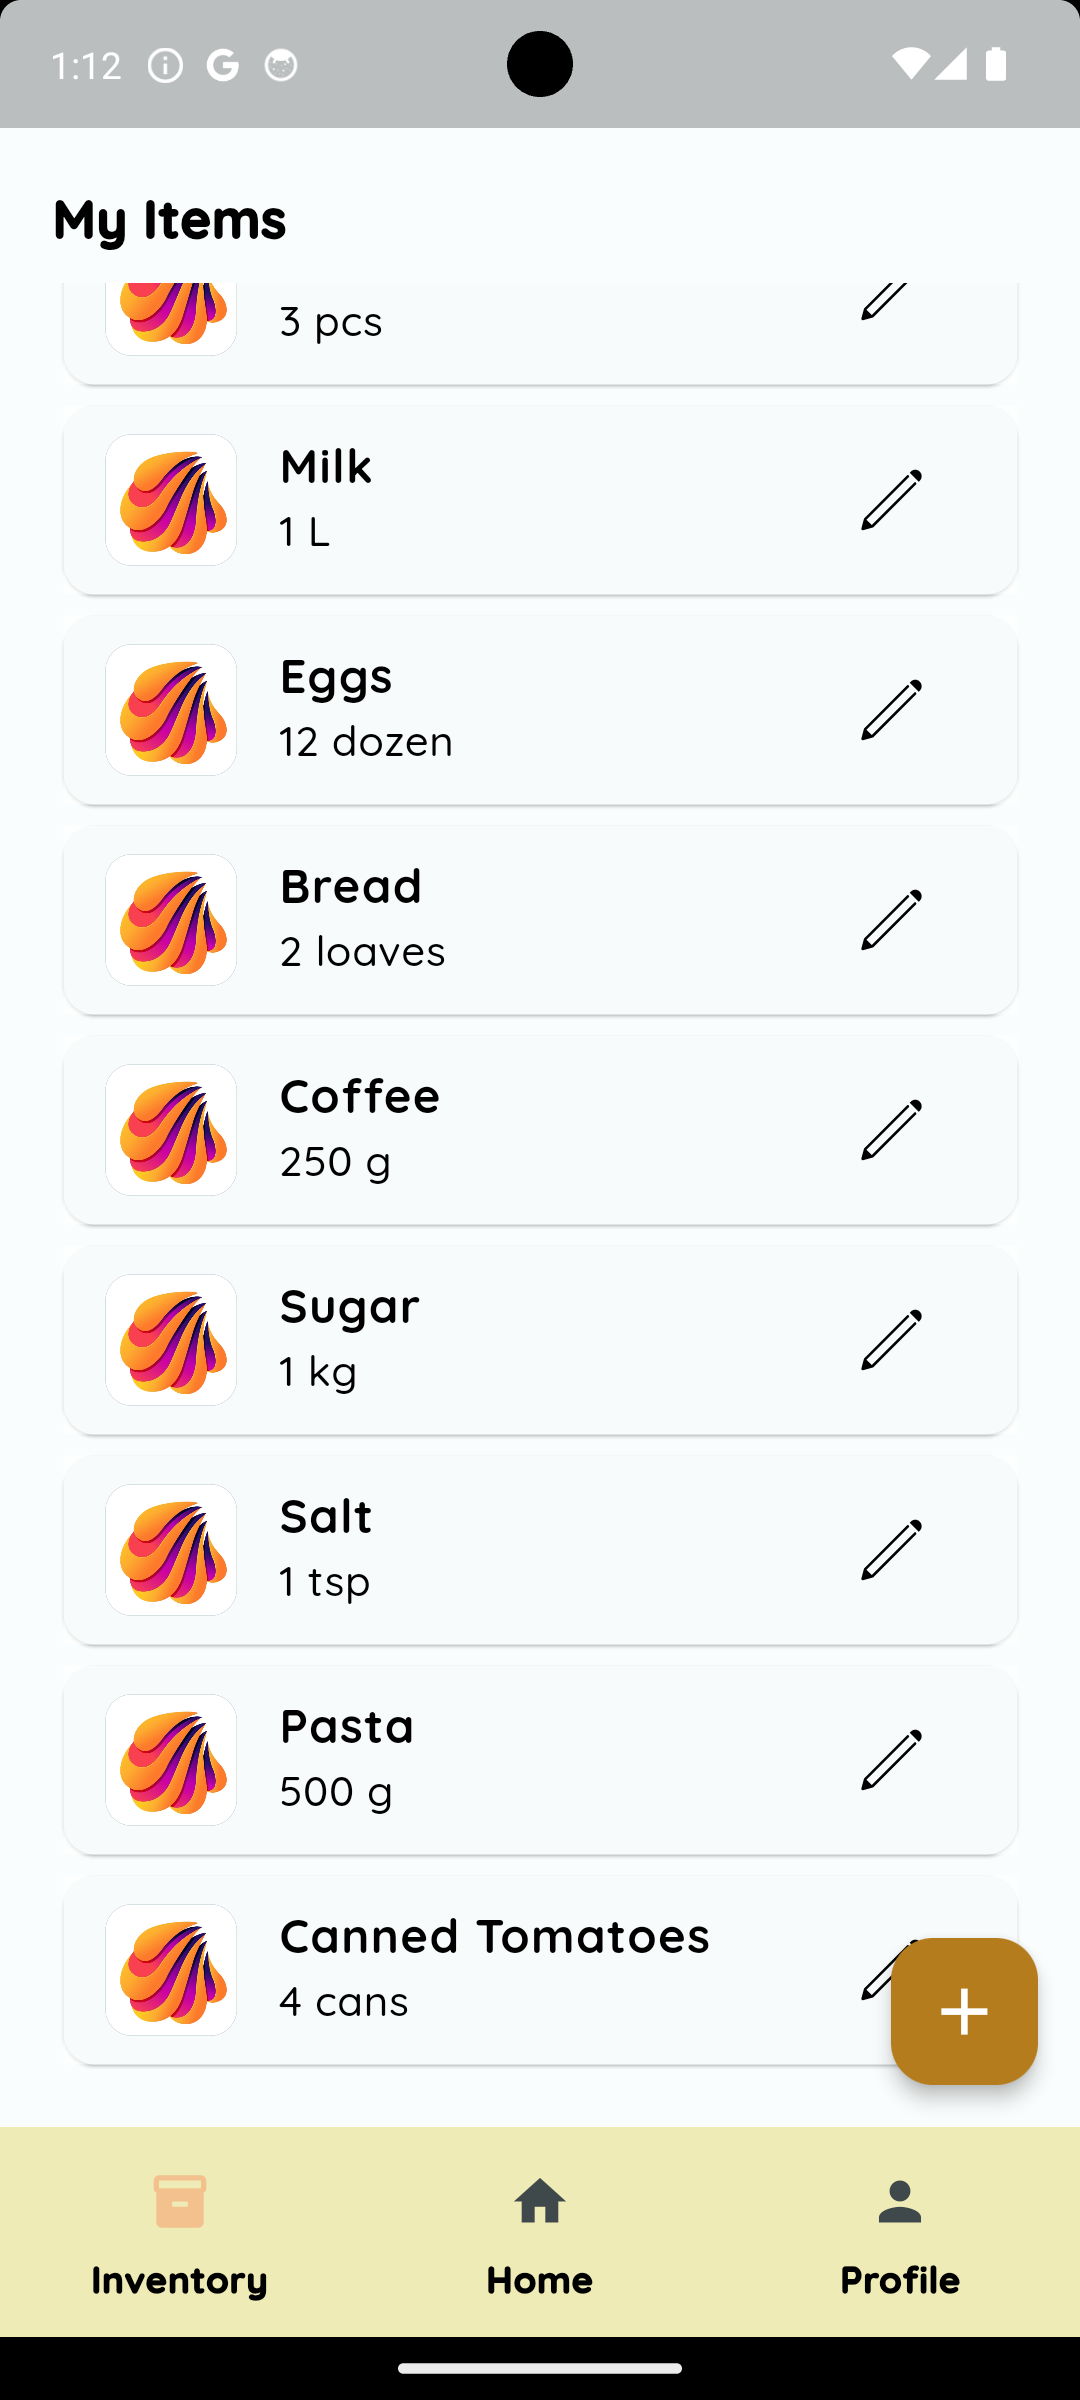 1:12
My Items
3 pcs
Milk
1 L
Eggs
12 dozen
Bread
2 loaves
Coffee
250 g
Sugar
1 kg
Salt
1 tsp
Pasta
500 g
Canned Tomatoes
4 cans
Inventory
Home
Profile